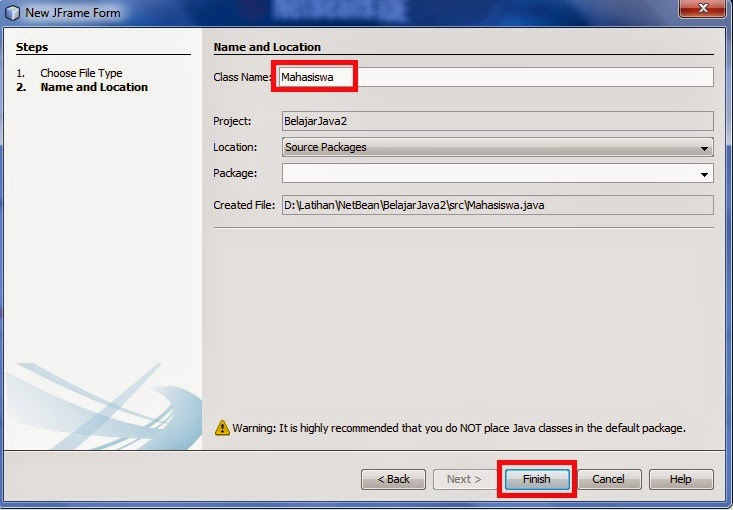 New JFrame Form
Steps
1. Choose File Type
2. Name and Location
Name and Location
Class Name: Mahasiswa
Project: BelajarJava2
Location: Source Packages
Package:
Created File: D:\Latihan\NetBean\BelajarJava2\src\Mahasiswa.java
Warning: It is highly recommended that you do NOT place Java classes in the default package.
< Back Next > Finish Cancel Help